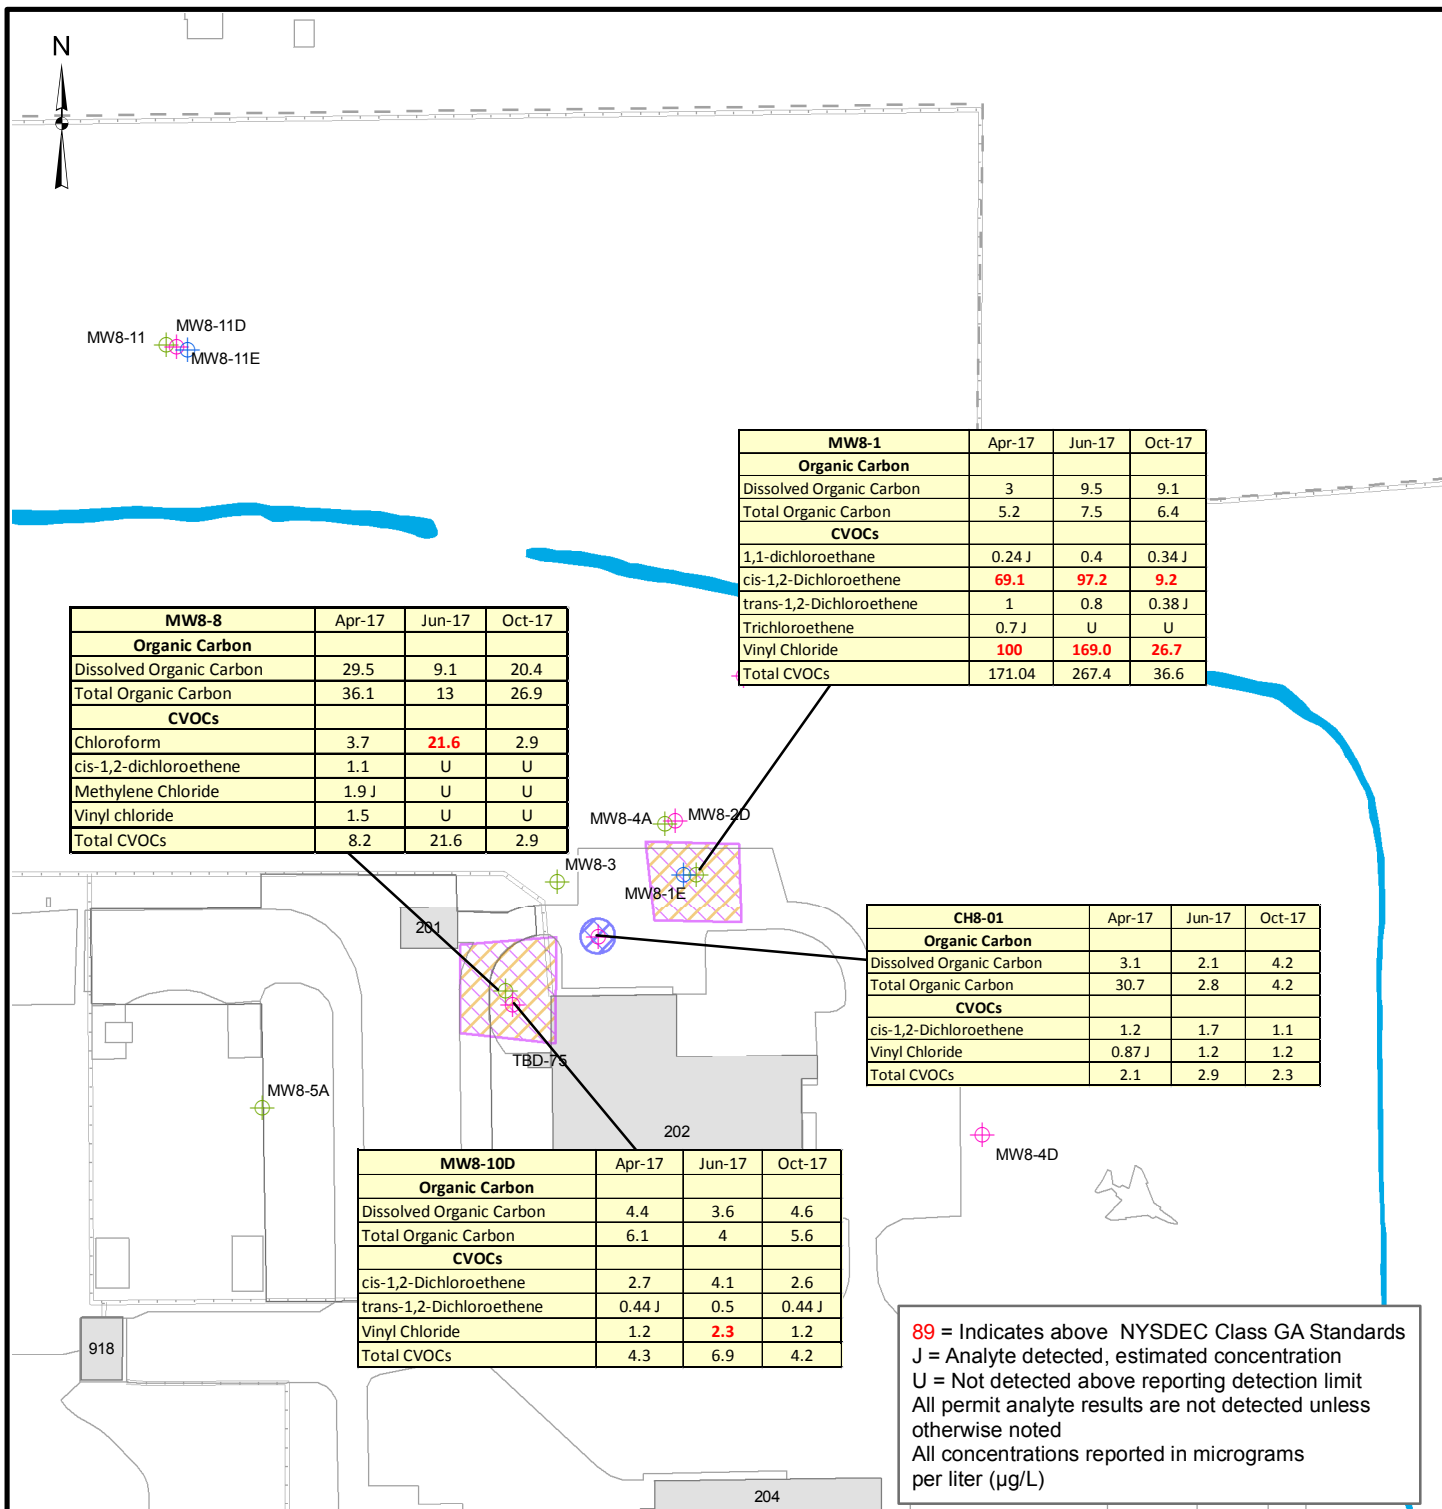 N
MW8-11D
MW8-11
MW8-11E
MW8-1 Apr-17 Jun-17 Oct-17
Organic Carbon
Dissolved Organic Carbon 3 9.5 9.1
Total Organic Carbon 5.2 7.5 6.4
CVOCs
1,1-dichloroethane 0.24 J 0.4 0.34 J
cis-1,2-Dichloroethene 69.1 97.2 9.2
trans-1,2-Dichloroethene 1 0.8 0.38 J
Trichloroethene 0.7 J U U
Vinyl Chloride 100 169.0 26.7
Total CVOCs 171.04 267.4 36.6
MW8-8 Apr-17 Jun-17 Oct-17
Organic Carbon
Dissolved Organic Carbon 29.5 9.1 20.4
Total Organic Carbon 36.1 13 26.9
CVOCs
Chloroform 3.7 21.6 2.9
cis-1,2-dichloroethene 1.1 U U
Methylene Chloride 1.9 J U U
Vinyl chloride 1.5 U U
Total CVOCs 8.2 21.6 2.9
MW8-4A MW8-2D
MW8-3
MW8-1E
201
CH8-01 Apr-17 Jun-17 Oct-17
Organic Carbon
Dissolved Organic Carbon 3.1 2.1 4.2
Total Organic Carbon 30.7 2.8 4.2
CVOCs
cis-1,2-Dichloroethene 1.2 1.7 1.1
Vinyl Chloride 0.87 J 1.2 1.2
Total CVOCs 2.1 2.9 2.3
TBD-75
MW8-5A
202
MW8-4D
MW8-10D Apr-17 Jun-17 Oct-17
Organic Carbon
Dissolved Organic Carbon 4.4 3.6 4.6
Total Organic Carbon 6.1 4 5.6
CVOCs
cis-1,2-Dichloroethene 2.7 4.1 2.6
trans-1,2-Dichloroethene 0.44 J 0.5 0.44 J
Vinyl Chloride 1.2 2.3 1.2
Total CVOCs 4.3 6.9 4.2
918
89 = Indicates above NYSDEC Class GA Standards
J = Analyte detected, estimated concentration
U = Not detected above reporting detection limit
All permit analyte results are not detected unless
otherwise noted
All concentrations reported in micrograms
per liter (µg/L)
204